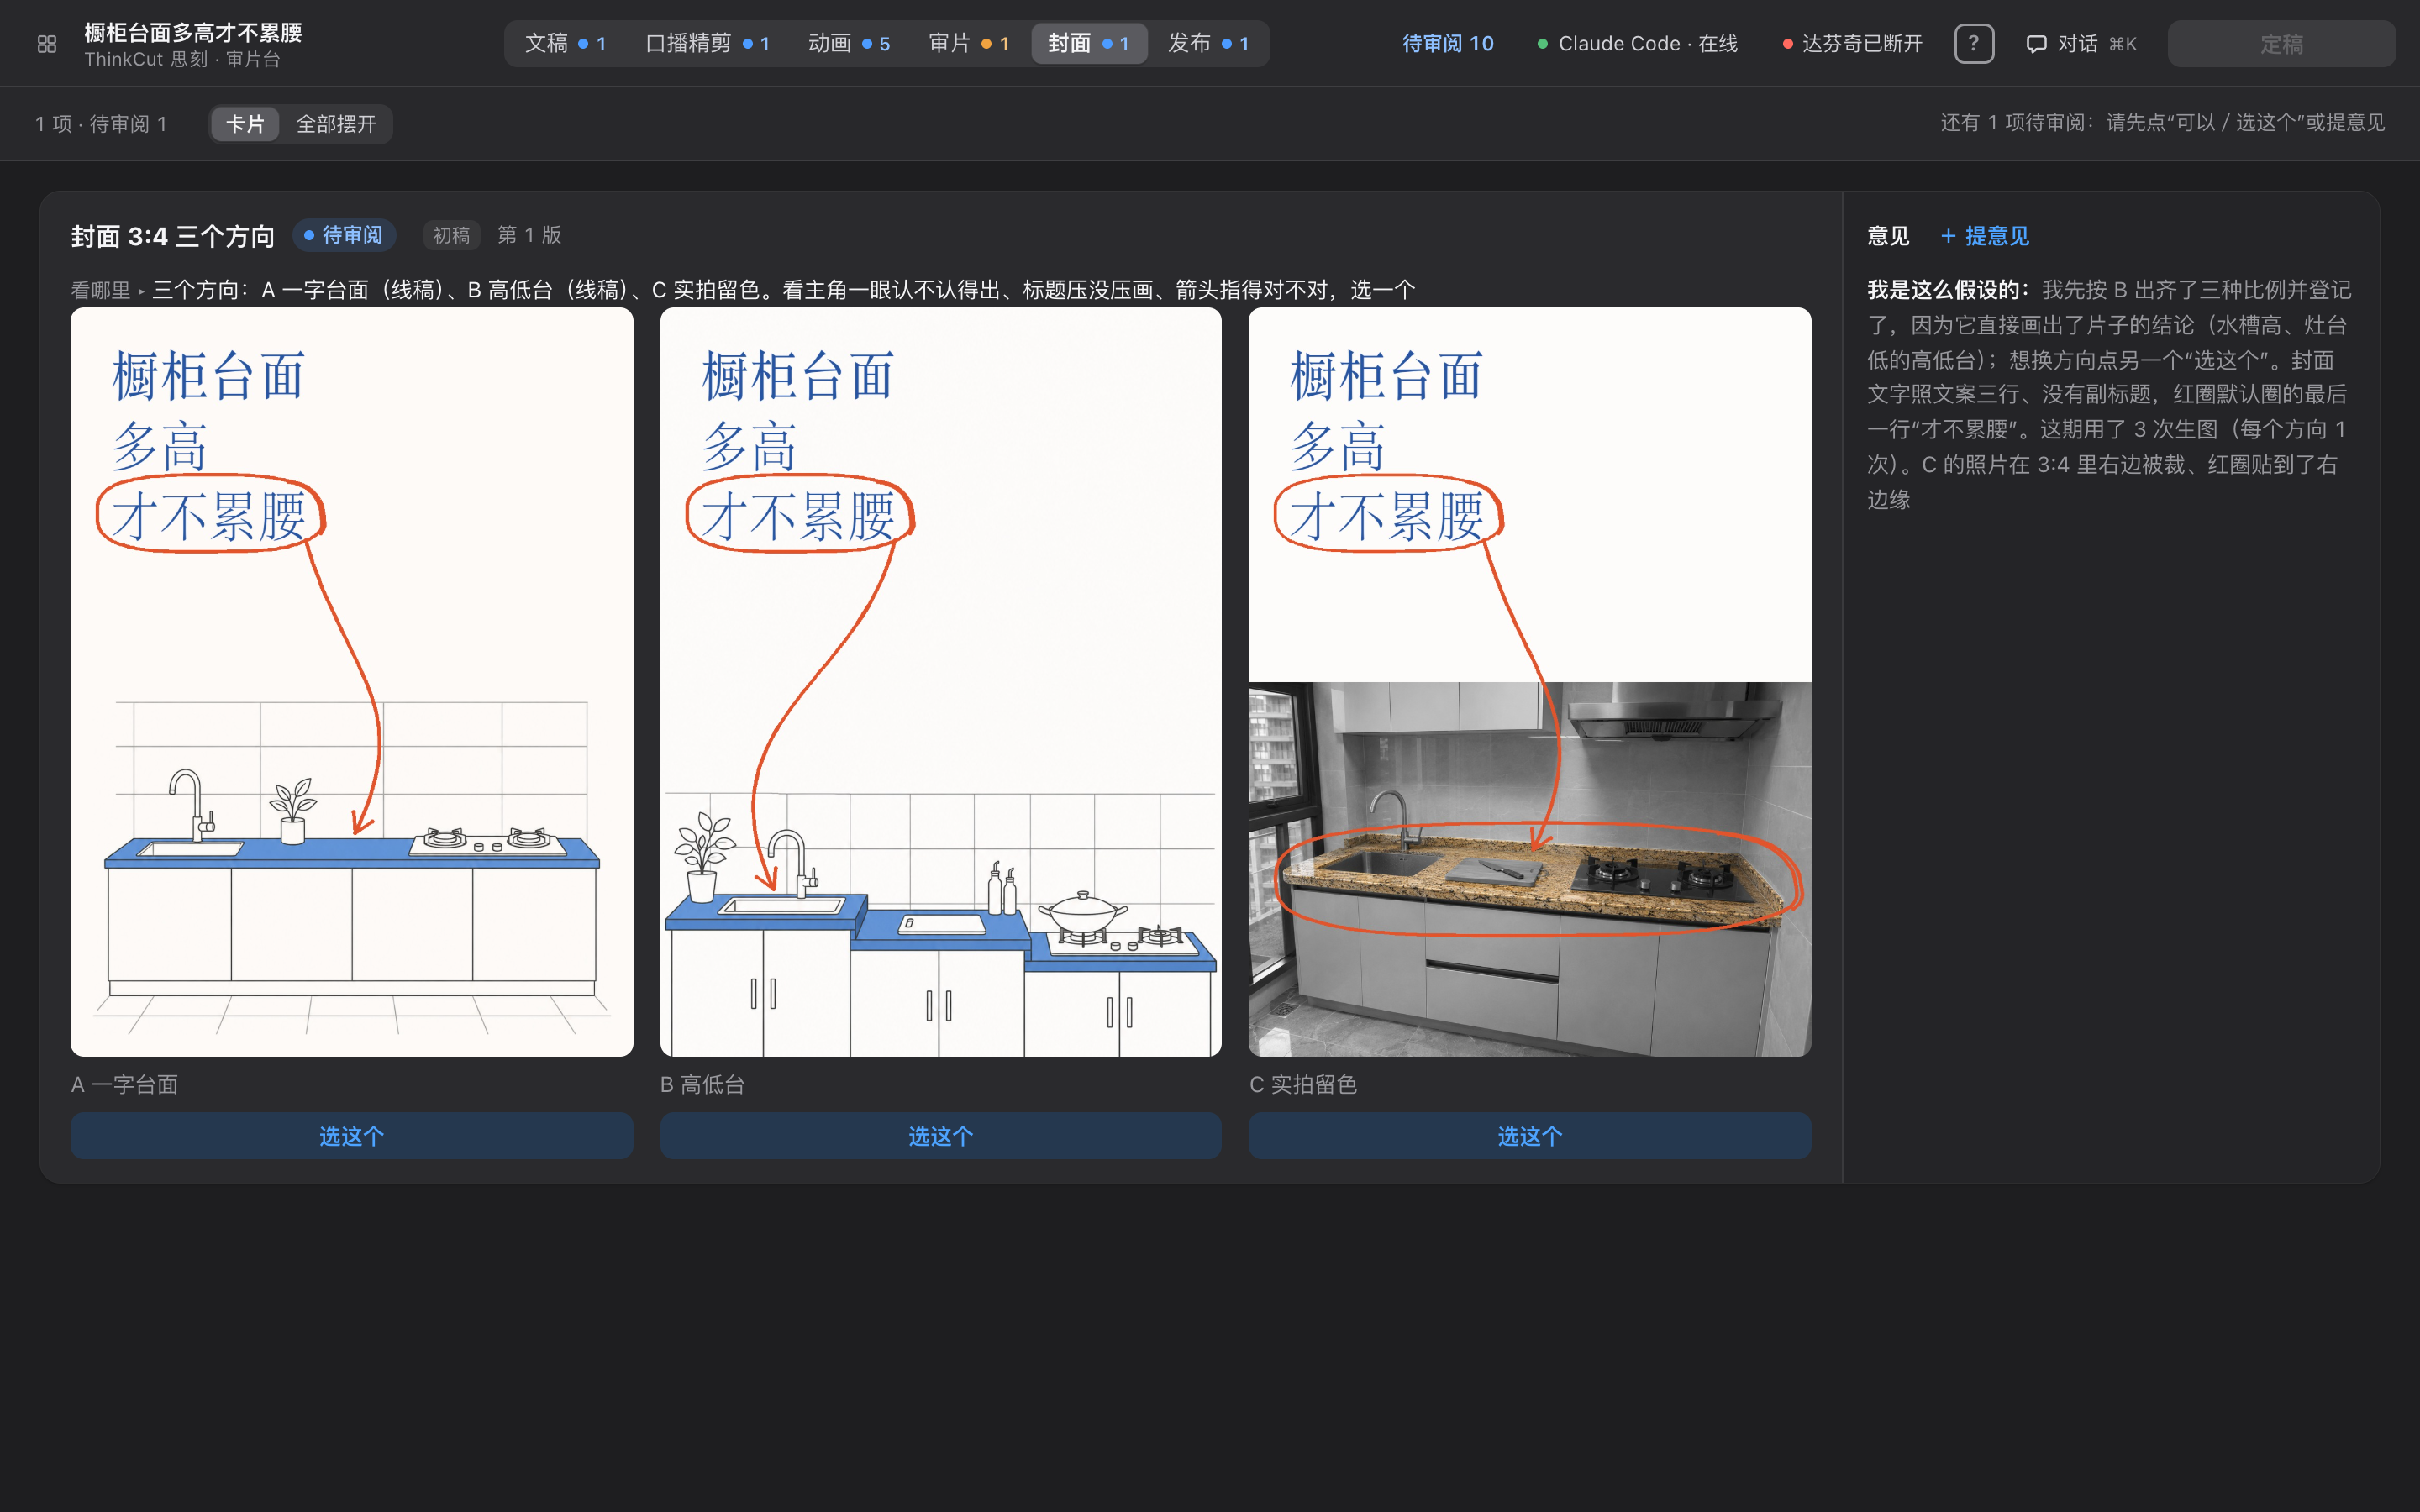 橱柜台面多高才不累腰
ThinkCut 思刻 · 审片台
文稿 1 口播精剪 1 动画 5 审片 1 封面 1 发布 1
待审阅 10
Claude Code · 在线
达芬奇已断开
?
对话 ⌘K
定稿
1 项 · 待审阅 1
卡片 全部摆开
还有 1 项待审阅：请先点“可以 / 选这个”或提意见
封面 3:4 三个方向
待审阅
初稿
第 1 版
看哪里 ▸ 三个方向：A 一字台面（线稿）、B 高低台（线稿）、C 实拍留色。看主角一眼认不认得出、标题压没压画、箭头指得对不对，选一个
橱柜台面
多高
才不累腰
A 一字台面
选这个
橱柜台面
多高
才不累腰
B 高低台
选这个
橱柜台面
多高
才不累腰
C 实拍留色
选这个
意见
+ 提意见
我是这么假设的：我先按 B 出齐了三种比例并登记
了，因为它直接画出了片子的结论（水槽高、灶台
低的高低台）；想换方向点另一个“选这个”。封面
文字照文案三行、没有副标题，红圈默认圈的最后
一行“才不累腰”。这期用了 3 次生图（每个方向 1
次）。C 的照片在 3:4 里右边被裁、红圈贴到了右
边缘